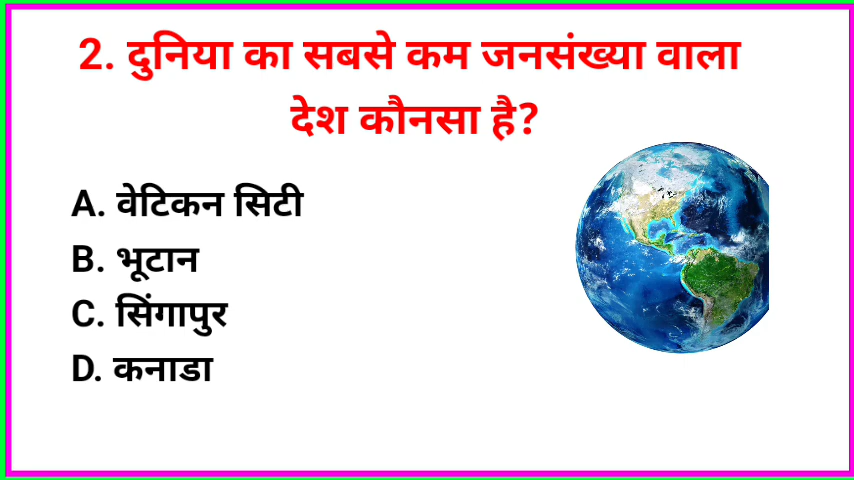 2. दुनिया का सबसे कम जनसंख्या वाला
देश कौनसा है?
A. वेटिकन सिटी
B. भूटान
C. सिंगापुर
D. कनाडा